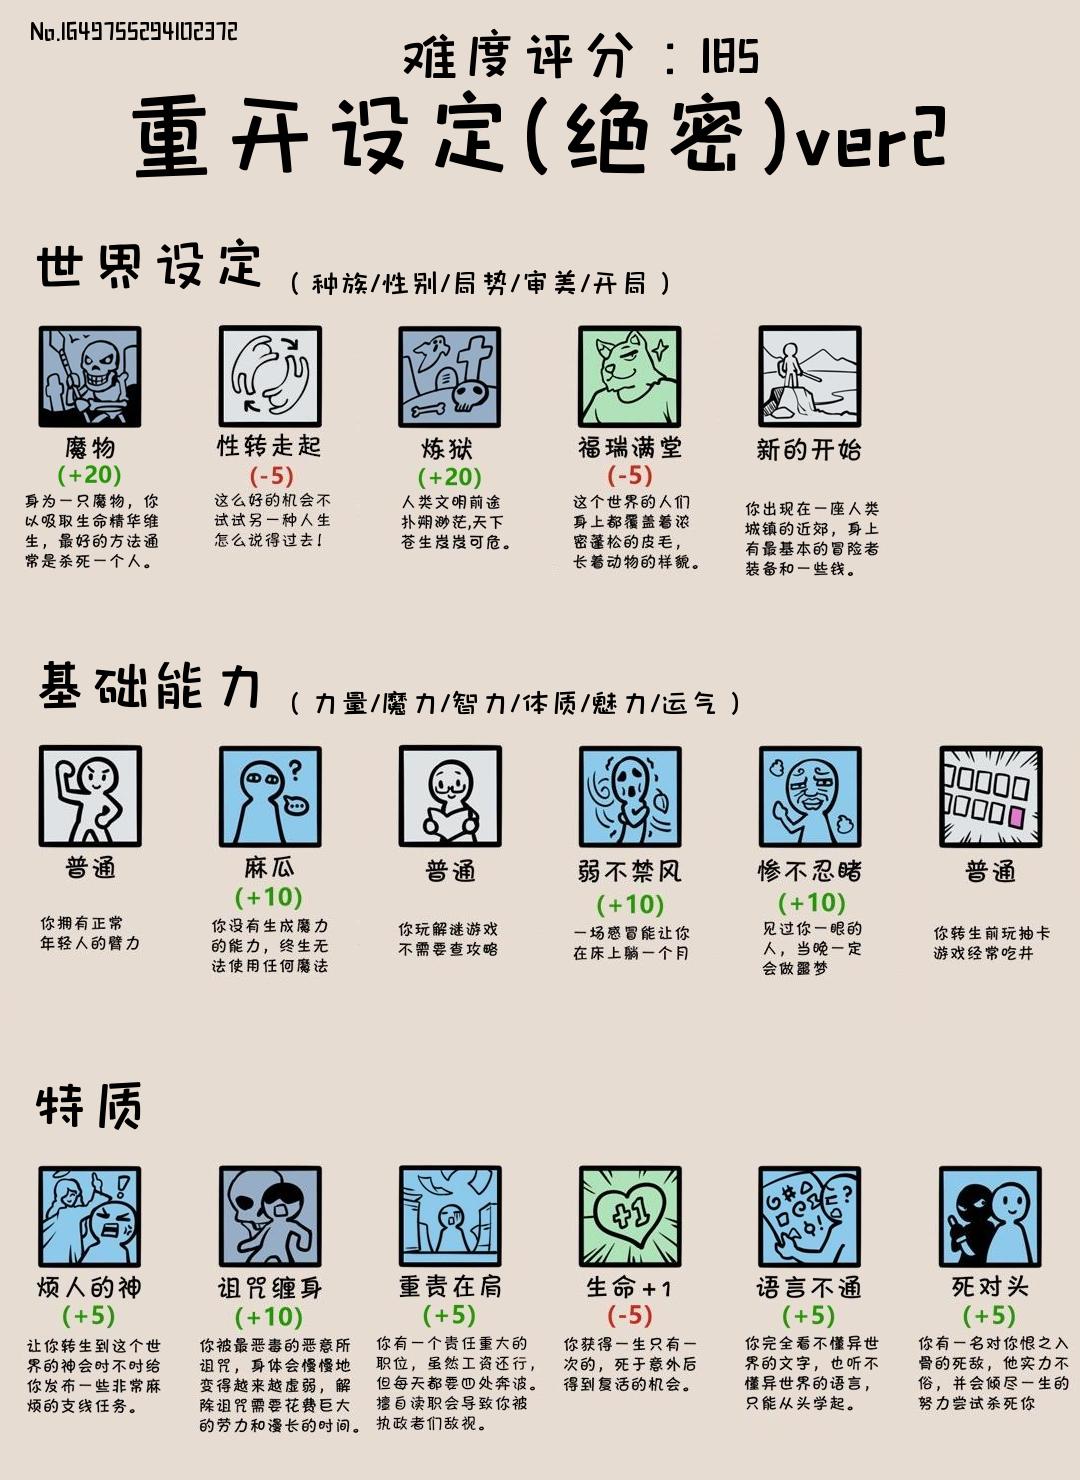 No.1649755294102372
难度评分：185
重开设定(绝密)ver2
世界设定（种族/性别/局势/审美/开局）
魔物
(+20)
身为一只魔物，你
以吸取生命精华维
生，最好的方法通
常是杀死一个人。
性转走起
(-5)
这么好的机会不
试试另一种人生
怎么说得过去！
炼狱
(+20)
人类文明前途
扑朔渺茫,天下
苍生岌岌可危。
福瑞满堂
(-5)
这个世界的人们
身上都覆盖着浓
密蓬松的皮毛，
长着动物的样貌。
新的开始
你出现在一座人类
城镇的近郊，身上
有最基本的冒险者
装备和一些钱。
基础能力（力量/魔力/智力/体质/魅力/运气）
普通
你拥有正常
年轻人的臂力
麻瓜
(+10)
你没有生成魔力
的能力，终生无
法使用任何魔法
普通
你玩解谜游戏
不需要查攻略
弱不禁风
(+10)
一场感冒能让你
在床上躺一个月
惨不忍睹
(+10)
见过你一眼的
人，当晚一定
会做噩梦
普通
你转生前玩抽卡
游戏经常吃井
特质
烦人的神
(+5)
让你转生到这个世
界的神会时不时给
你发布一些非常麻
烦的支线任务。
诅咒缠身
(+10)
你被最恶毒的恶意所
诅咒，身体会慢慢地
变得越来越虚弱，解
除诅咒需要花费巨大
的劳力和漫长的时间。
重责在肩
(+5)
你有一个责任重大的
职位，虽然工资还行，
但每天都要四处奔波。
擅自读职会导致你被
执政者们敌视。
+1
生命+1
(-5)
你获得一生只有一
次的，死于意外后
得到复活的机会。
语言不通
(+5)
你完全看不懂异世
界的文字，也听不
懂异世界的语言，
只能从头学起。
死对头
(+5)
你有一名对你恨之入
骨的死敌，他实力不
俗，并会倾尽一生的
努力尝试杀死你